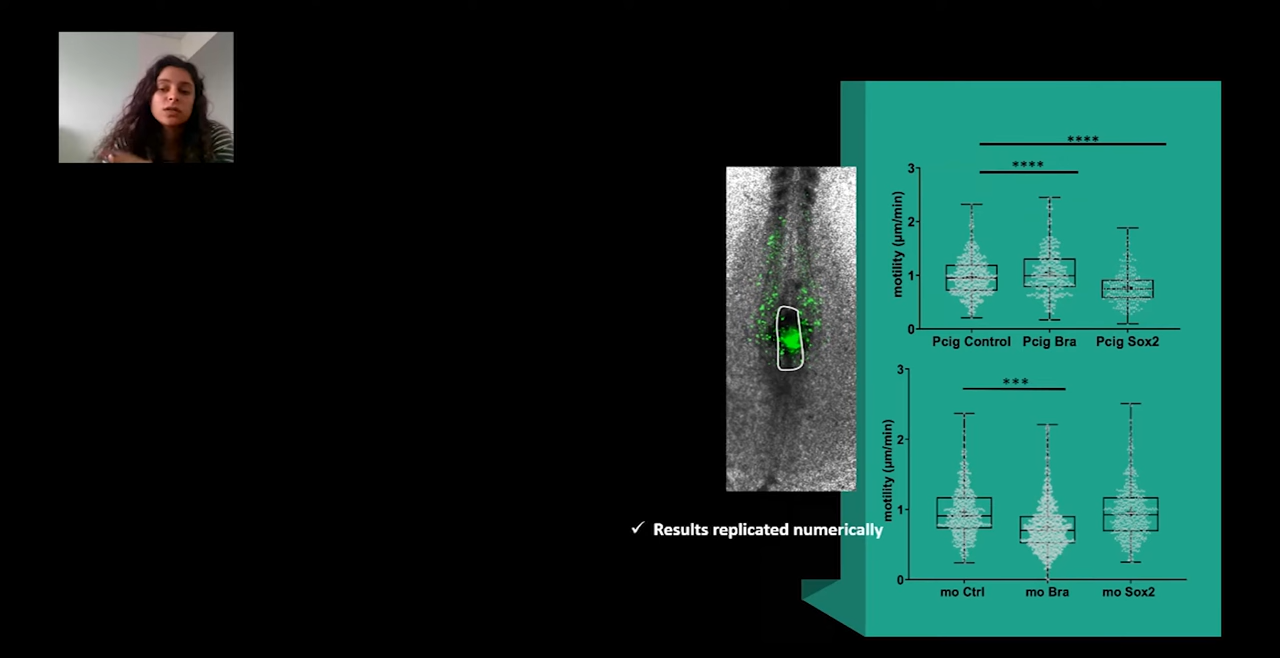 ****
****
3
2
1
0
motility (μm/min)
Pcig Control Pcig Bra Pcig Sox2
***
3
2
1
0
motility (μm/min)
mo Ctrl mo Bra mo Sox2
✓ Results replicated numerically